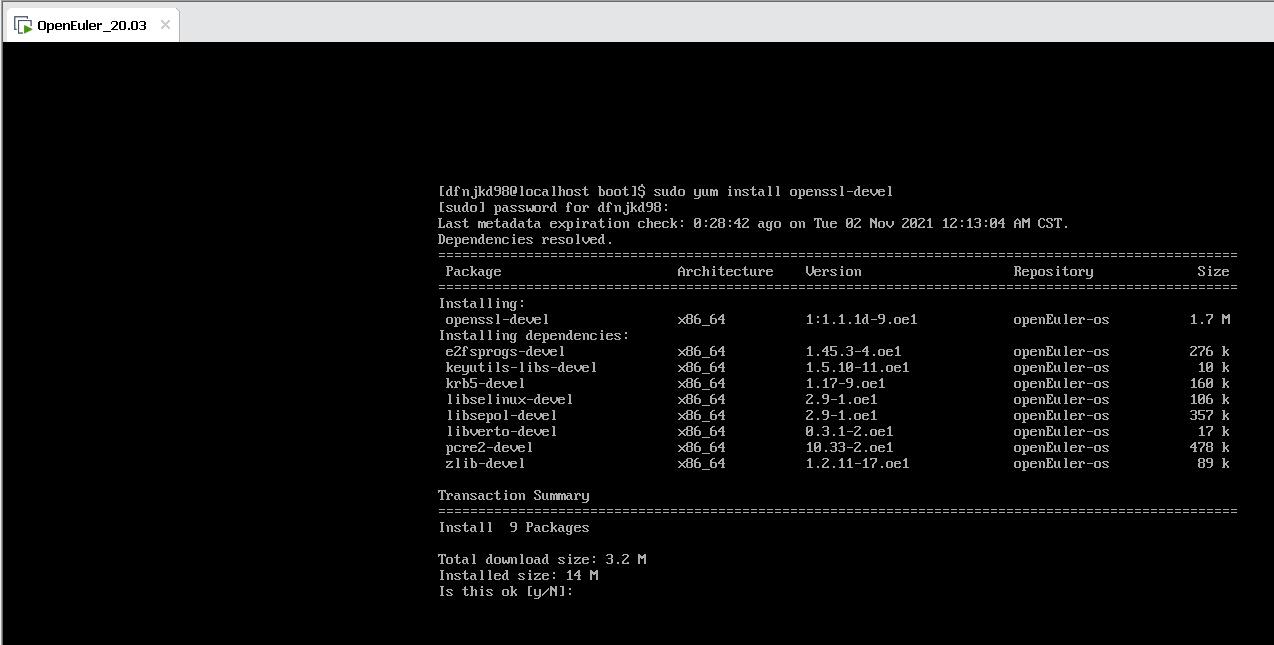 OpenEuler_20.03
[dfnjkd98@localhost boot]$ sudo yum install openssl-devel
[sudo] password for dfnjkd98:
Last metadata expiration check: 0:28:42 ago on Tue 02 Nov 2021 12:13:04 AM CST.
Dependencies resolved.
====================================================================================================
Package Architecture Version Repository Size
====================================================================================================
Installing:
openssl-devel x86_64 1:1.1.1d-9.oe1 openEuler-os 1.7 M
Installing dependencies:
e2fsprogs-devel x86_64 1.45.3-4.oe1 openEuler-os 276 k
keyutils-libs-devel x86_64 1.5.10-11.oe1 openEuler-os 10 k
krb5-devel x86_64 1.17-9.oe1 openEuler-os 160 k
libselinux-devel x86_64 2.9-1.oe1 openEuler-os 106 k
libsepol-devel x86_64 2.9-1.oe1 openEuler-os 357 k
libverto-devel x86_64 0.3.1-2.oe1 openEuler-os 17 k
pcre2-devel x86_64 10.33-2.oe1 openEuler-os 478 k
zlib-devel x86_64 1.2.11-17.oe1 openEuler-os 89 k
Transaction Summary
====================================================================================================
Install 9 Packages
Total download size: 3.2 M
Installed size: 14 M
Is this ok [y/N]: